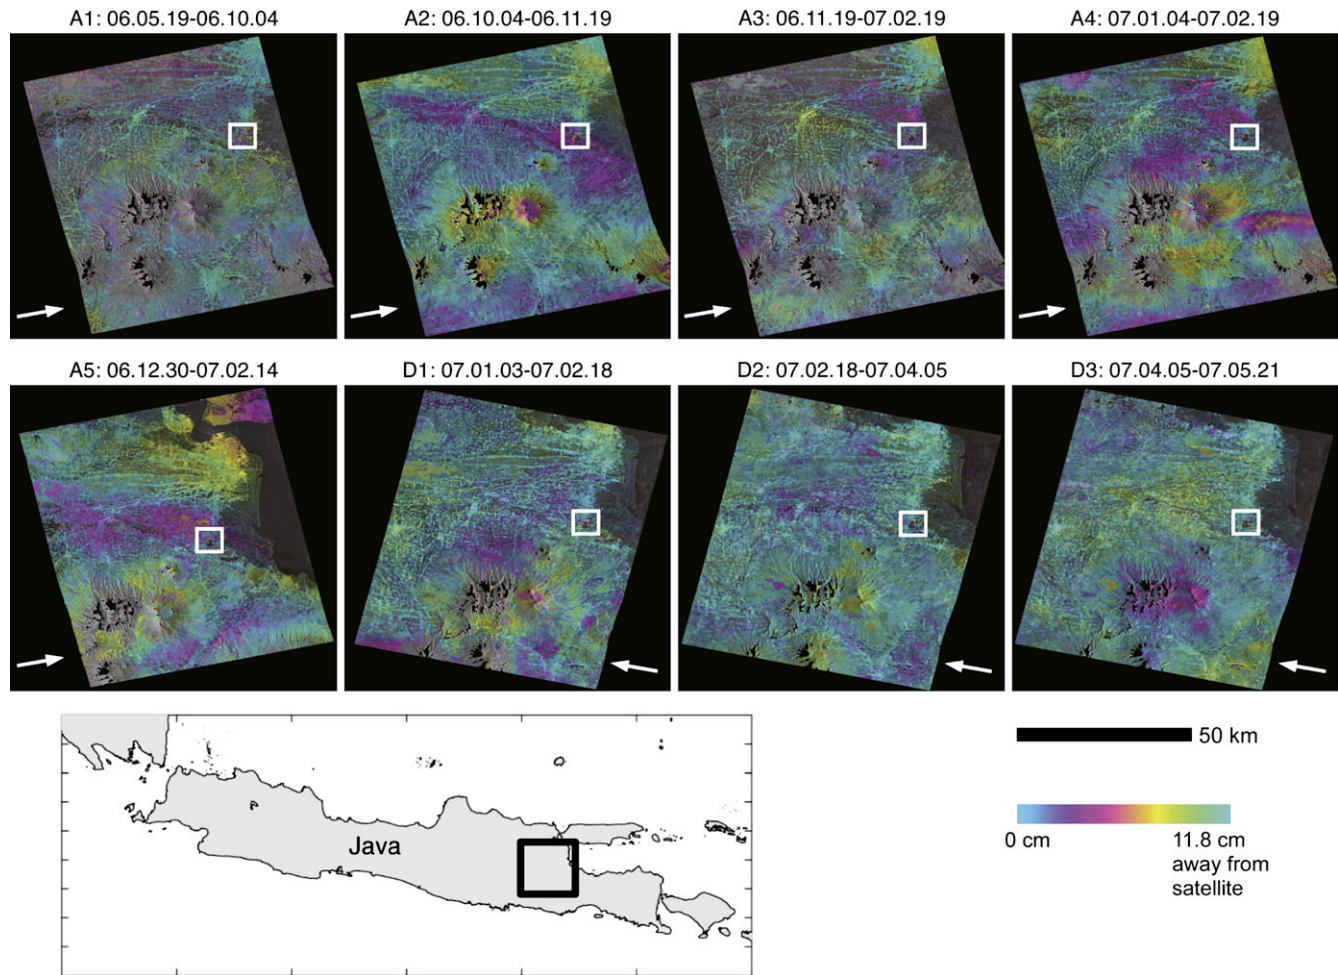 A1: 06.05.19-06.10.04
A2: 06.10.04-06.11.19
A3: 06.11.19-07.02.19
A4: 07.01.04-07.02.19
A5: 06.12.30-07.02.14
D1: 07.01.03-07.02.18
D2: 07.02.18-07.04.05
D3: 07.04.05-07.05.21
Java
50 km
0 cm
11.8 cm
away from
satellite